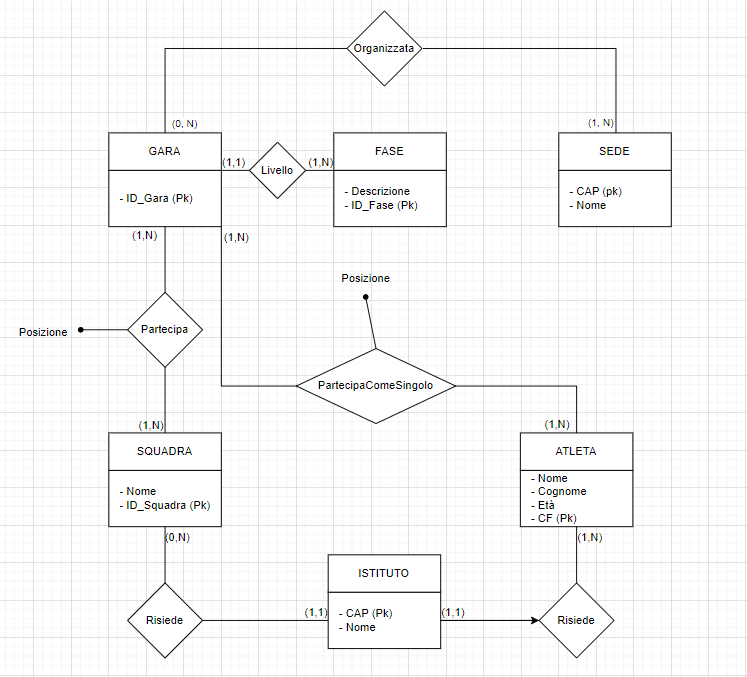 Organizzata
(0, N)
(1, N)
GARA
- ID_Gara (Pk)
(1,1)
Livello
(1,N)
FASE
- Descrizione
- ID_Fase (Pk)
SEDE
- CAP (pk)
- Nome
(1,N)
(1,N)
Posizione
Posizione
Partecipa
PartecipaComeSingolo
(1,N)
(1,N)
SQUADRA
- Nome
- ID_Squadra (Pk)
ATLETA
- Nome
- Cognome
- Età
- CF (Pk)
(0,N)
(1,N)
ISTITUTO
- CAP (Pk)
- Nome
Risiede
(1,1)
(1,1)
Risiede